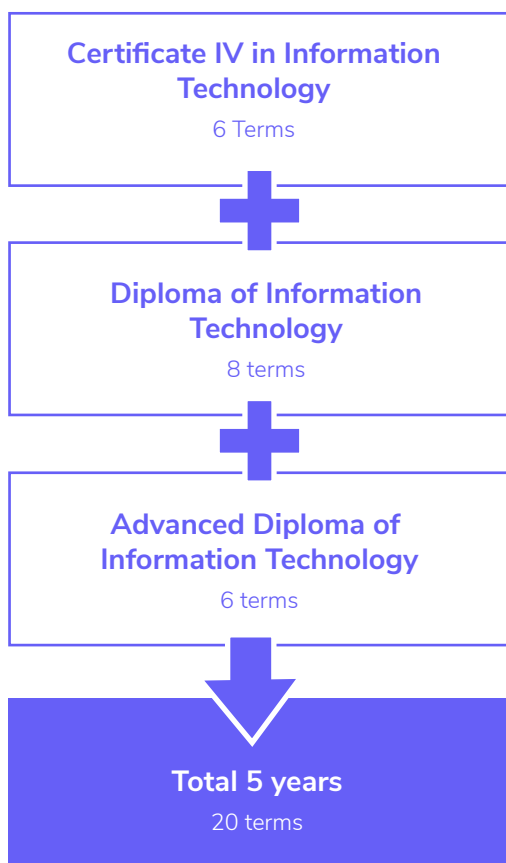 Certificate IV in Information
Technology
6 Terms
Diploma of Information
Technology
8 terms
Advanced Diploma of
Information Technology
6 terms
Total 5 years
20 terms